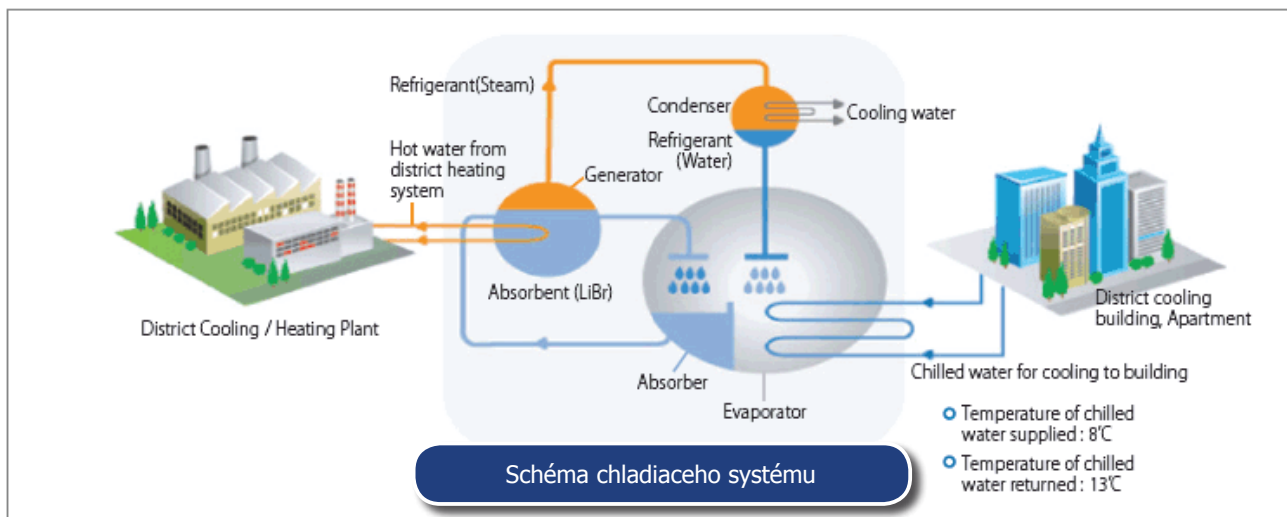 Refrigerant(Steam)
Condenser
Cooling water
Refrigerant
(Water)
Hot water from
district heating
system
Generator
Absorbent (LiBr)
District Cooling / Heating Plant
Absorber
Evaporator
District cooling
building, Apartment
Chilled water for cooling to building
Temperature of chilled
water supplied : 8℃
Temperature of chilled
water returned : 13℃
Schéma chladiaceho systému